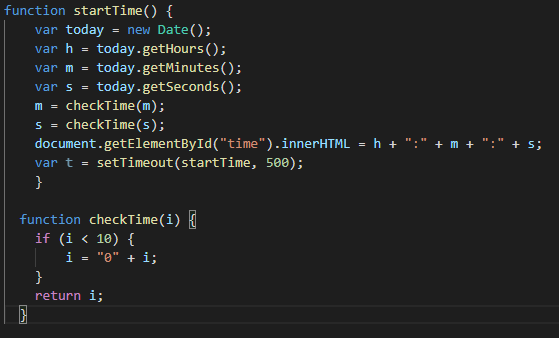 function startTime() {
    var today = new Date();
    var h = today.getHours();
    var m = today.getMinutes();
    var s = today.getSeconds();
    m = checkTime(m);
    s = checkTime(s);
    document.getElementById("time").innerHTML = h + ":" + m + ":" + s;
    var t = setTimeout(startTime, 500);
    }

  function checkTime(i) {
    if (i < 10) {
        i = "0" + i;
    }
    return i;
  }